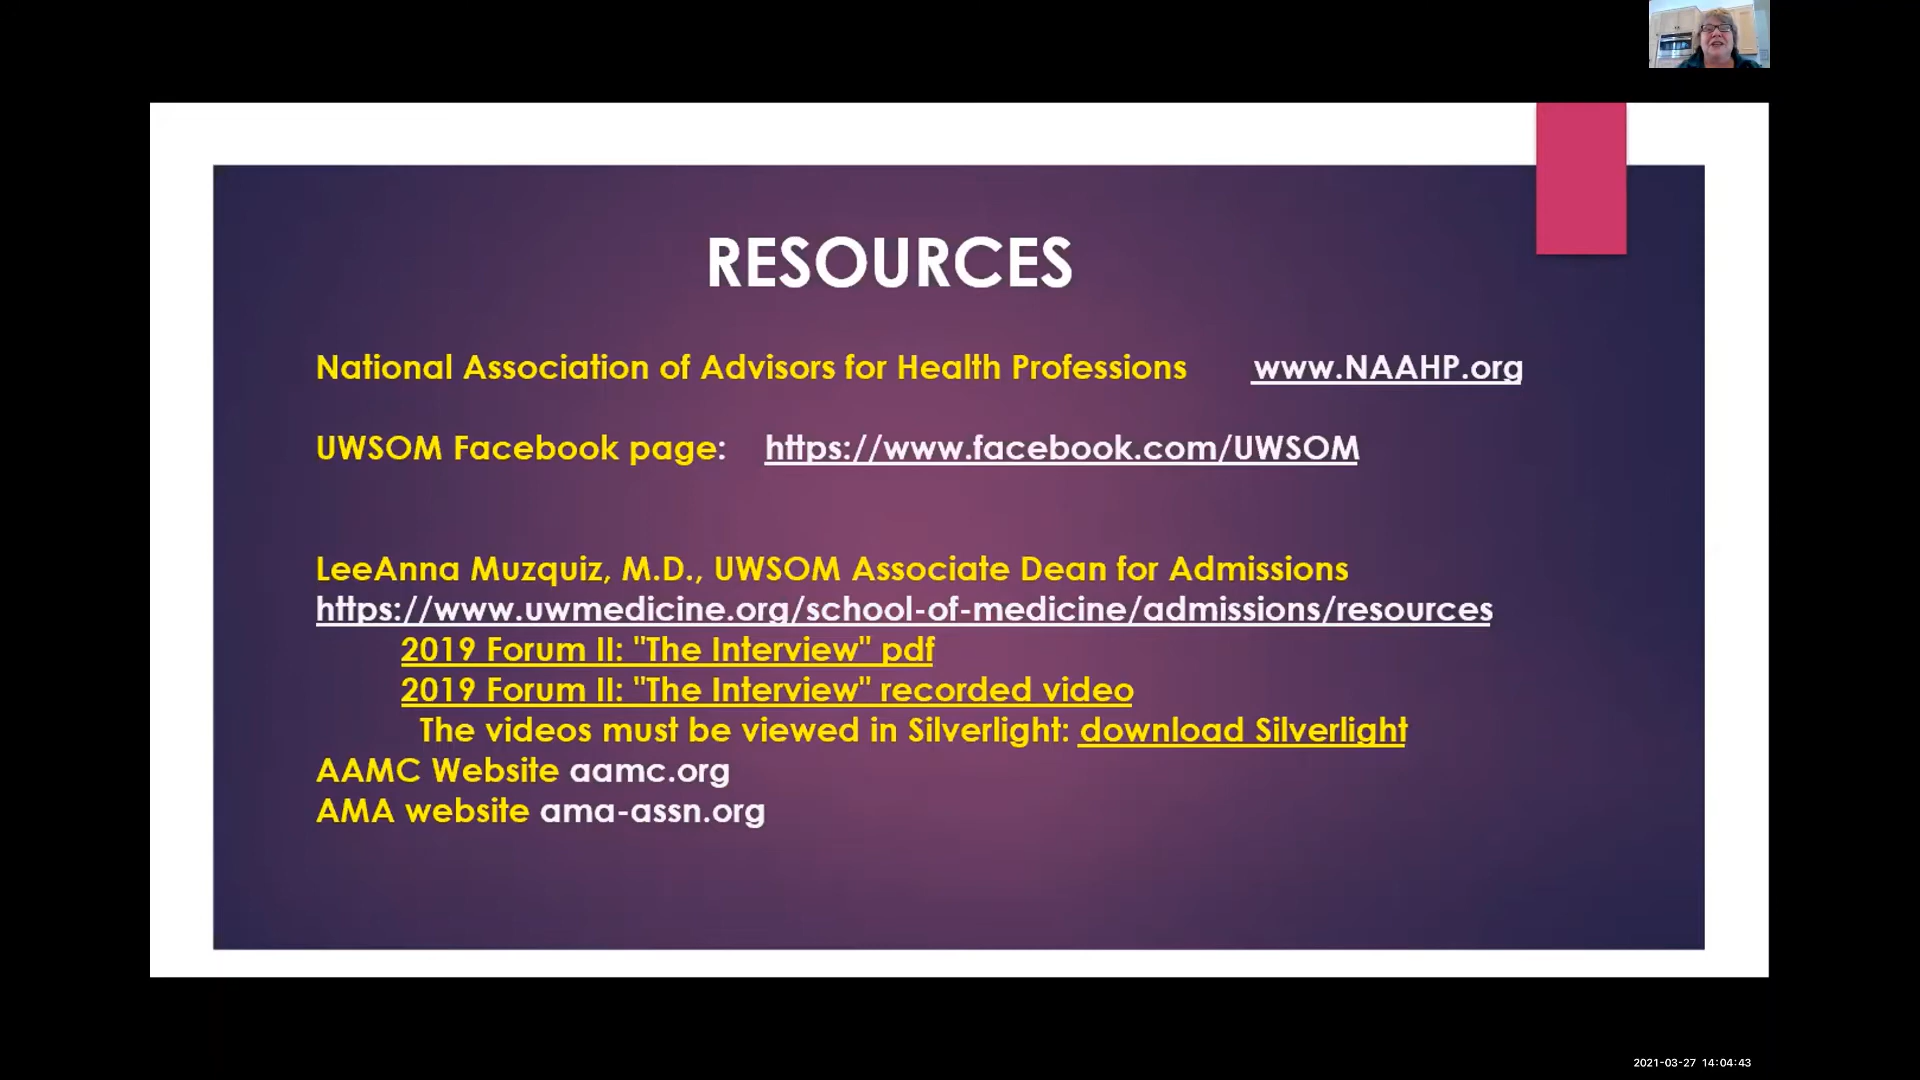 RESOURCES
National Association of Advisors for Health Professions www.NAAHP.org
UWSOM Facebook page: https://www.facebook.com/UWSOM
LeeAnna Muzquiz, M.D., UWSOM Associate Dean for Admissions
https://www.uwmedicine.org/school-of-medicine/admissions/resources
2019 Forum II: "The Interview" pdf
2019 Forum II: "The Interview" recorded video
The videos must be viewed in Silverlight: download Silverlight
AAMC Website aamc.org
AMA website ama-assn.org
2021-03-27 14:04:43